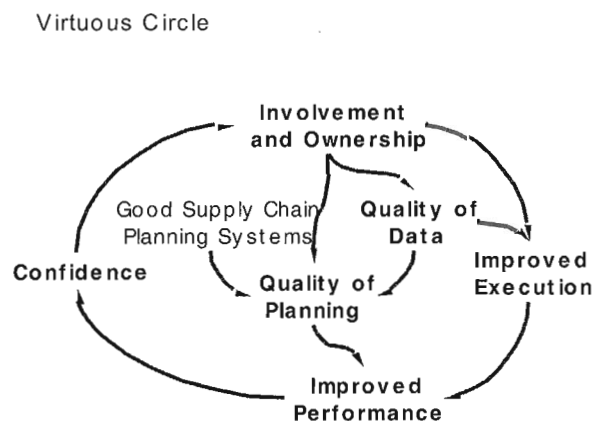 Virtuous Circle
Involvement
and Ownership
Good Supply Chain
Planning Systems
Quality of
Data
Confidence
Quality of
Planning
Improved
Execution
Improved
Performance